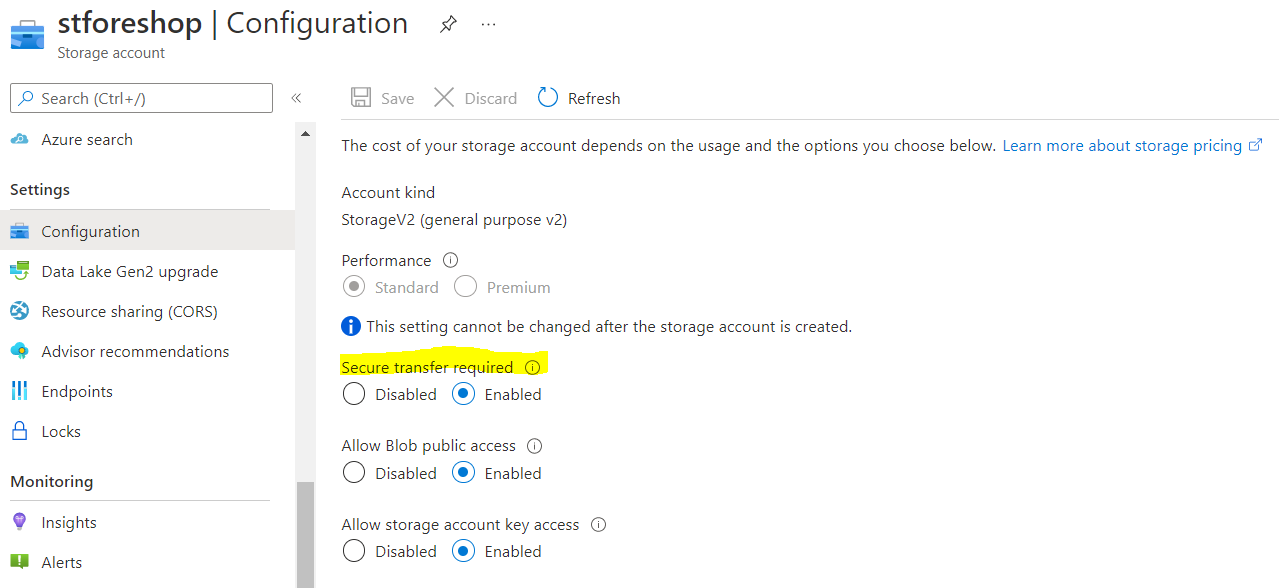 stforeshop | Configuration
Storage account
Search (Ctrl+/)
Azure search
Settings
Configuration
Data Lake Gen2 upgrade
Resource sharing (CORS)
Advisor recommendations
Endpoints
Locks
Monitoring
Insights
Alerts
Save Discard Refresh
The cost of your storage account depends on the usage and the options you choose below. Learn more about storage pricing
Account kind
StorageV2 (general purpose v2)
Performance
Standard Premium
This setting cannot be changed after the storage account is created.
Secure transfer required
Disabled Enabled
Allow Blob public access
Disabled Enabled
Allow storage account key access
Disabled Enabled